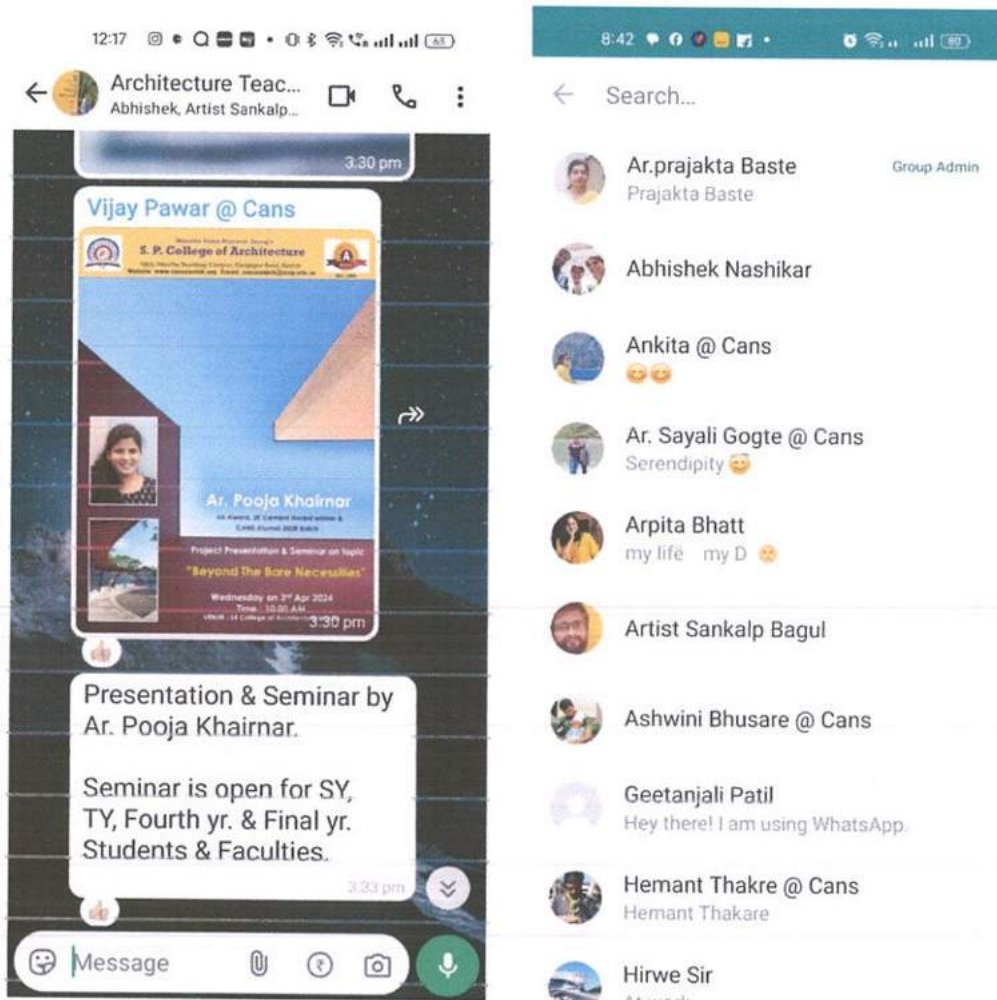 12:17
65
Architecture Teac...
Abhishek, Artist Sankalp...
3:30 pm
Vijay Pawar @ Cans
S. P. College of Architecture
Ar. Pooja Khairnar
Project Presentation & Seminar on topic
"Beyond The Bare Necessities"
Wednesday on 3rd Apr 2024
Time : 10.00 AM
3:30 pm
Presentation & Seminar by
Ar. Pooja Khairnar.
Seminar is open for SY,
TY, Fourth yr. & Final yr.
Students & Faculties.
3:33 pm
Message
8:42
80
Search...
Ar.prajakta Baste
Group Admin
Prajakta Baste
Abhishek Nashikar
Ankita @ Cans
😊😊
Ar. Sayali Gogte @ Cans
Serendipity 😇
Arpita Bhatt
my life my D
Artist Sankalp Bagul
Ashwini Bhusare @ Cans
Geetanjali Patil
Hey there! I am using WhatsApp.
Hemant Thakre @ Cans
Hemant Thakare
Hirwe Sir
At work